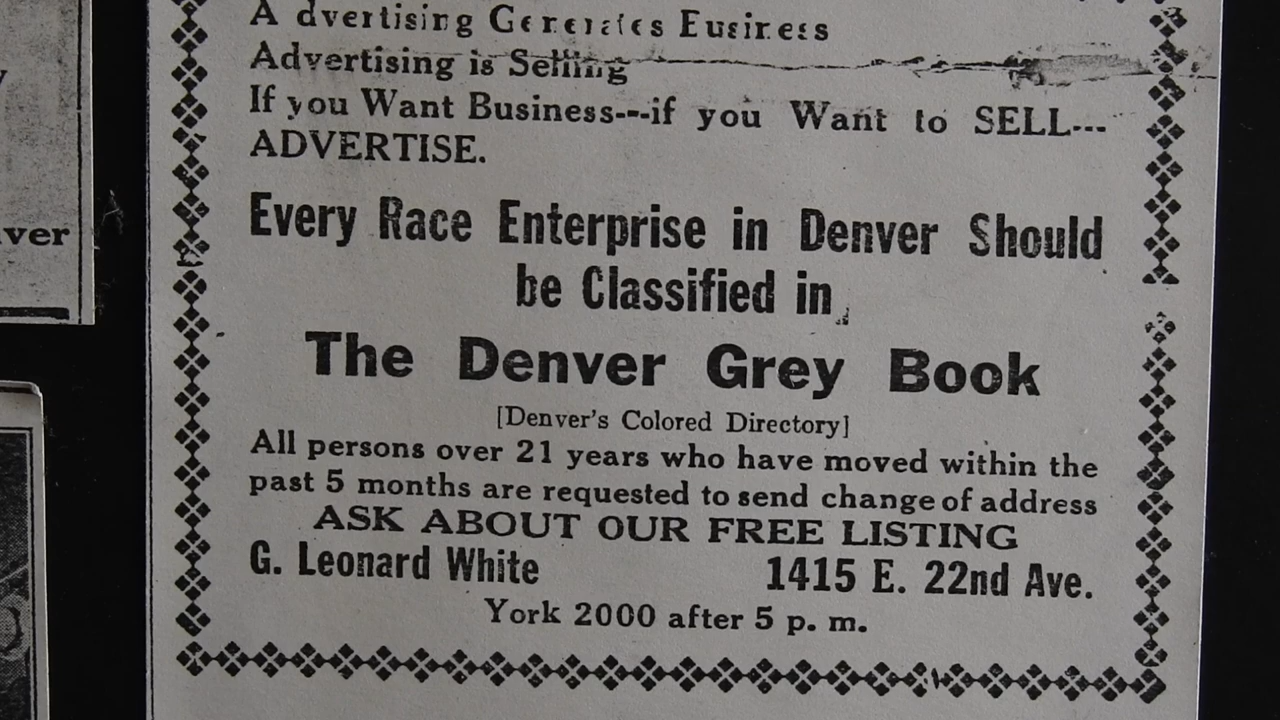 Advertising Generates Business
Advertising is Selling
If you Want Business---if you Want to SELL---
ADVERTISE.
Every Race Enterprise in Denver Should
be Classified in
The Denver Grey Book
[Denver's Colored Directory]
All persons over 21 years who have moved within the
past 5 months are requested to send change of address
ASK ABOUT OUR FREE LISTING
G. Leonard White 1415 E. 22nd Ave.
York 2000 after 5 p. m.